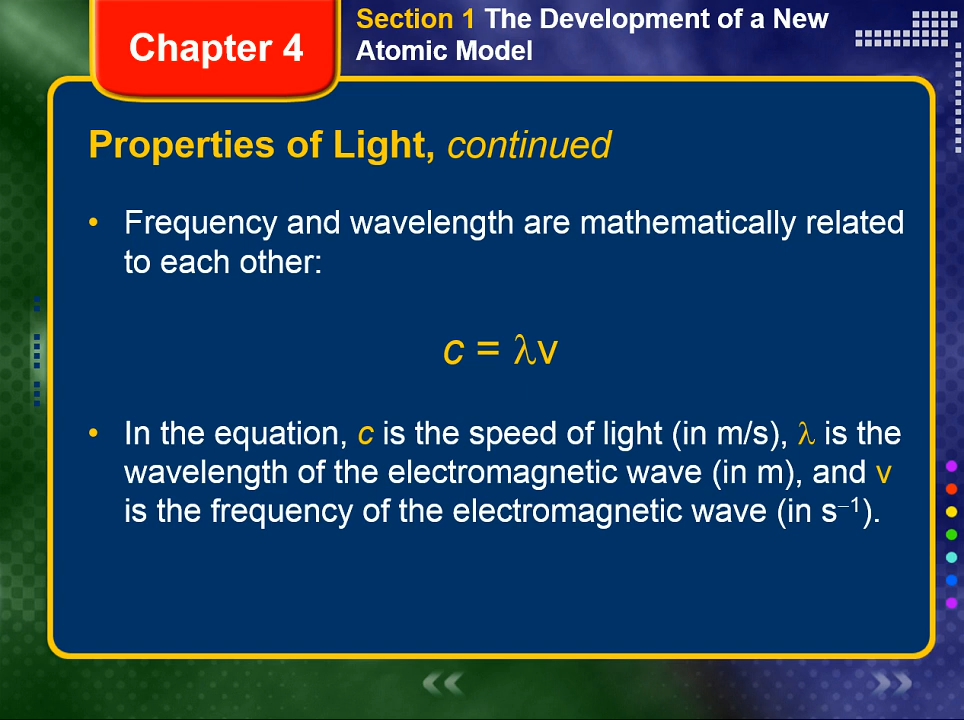 Chapter 4
Section 1 The Development of a New
Atomic Model
Properties of Light, continued
• Frequency and wavelength are mathematically related
to each other:
c = λv
• In the equation, c is the speed of light (in m/s), λ is the
wavelength of the electromagnetic wave (in m), and v
is the frequency of the electromagnetic wave (in s⁻¹).